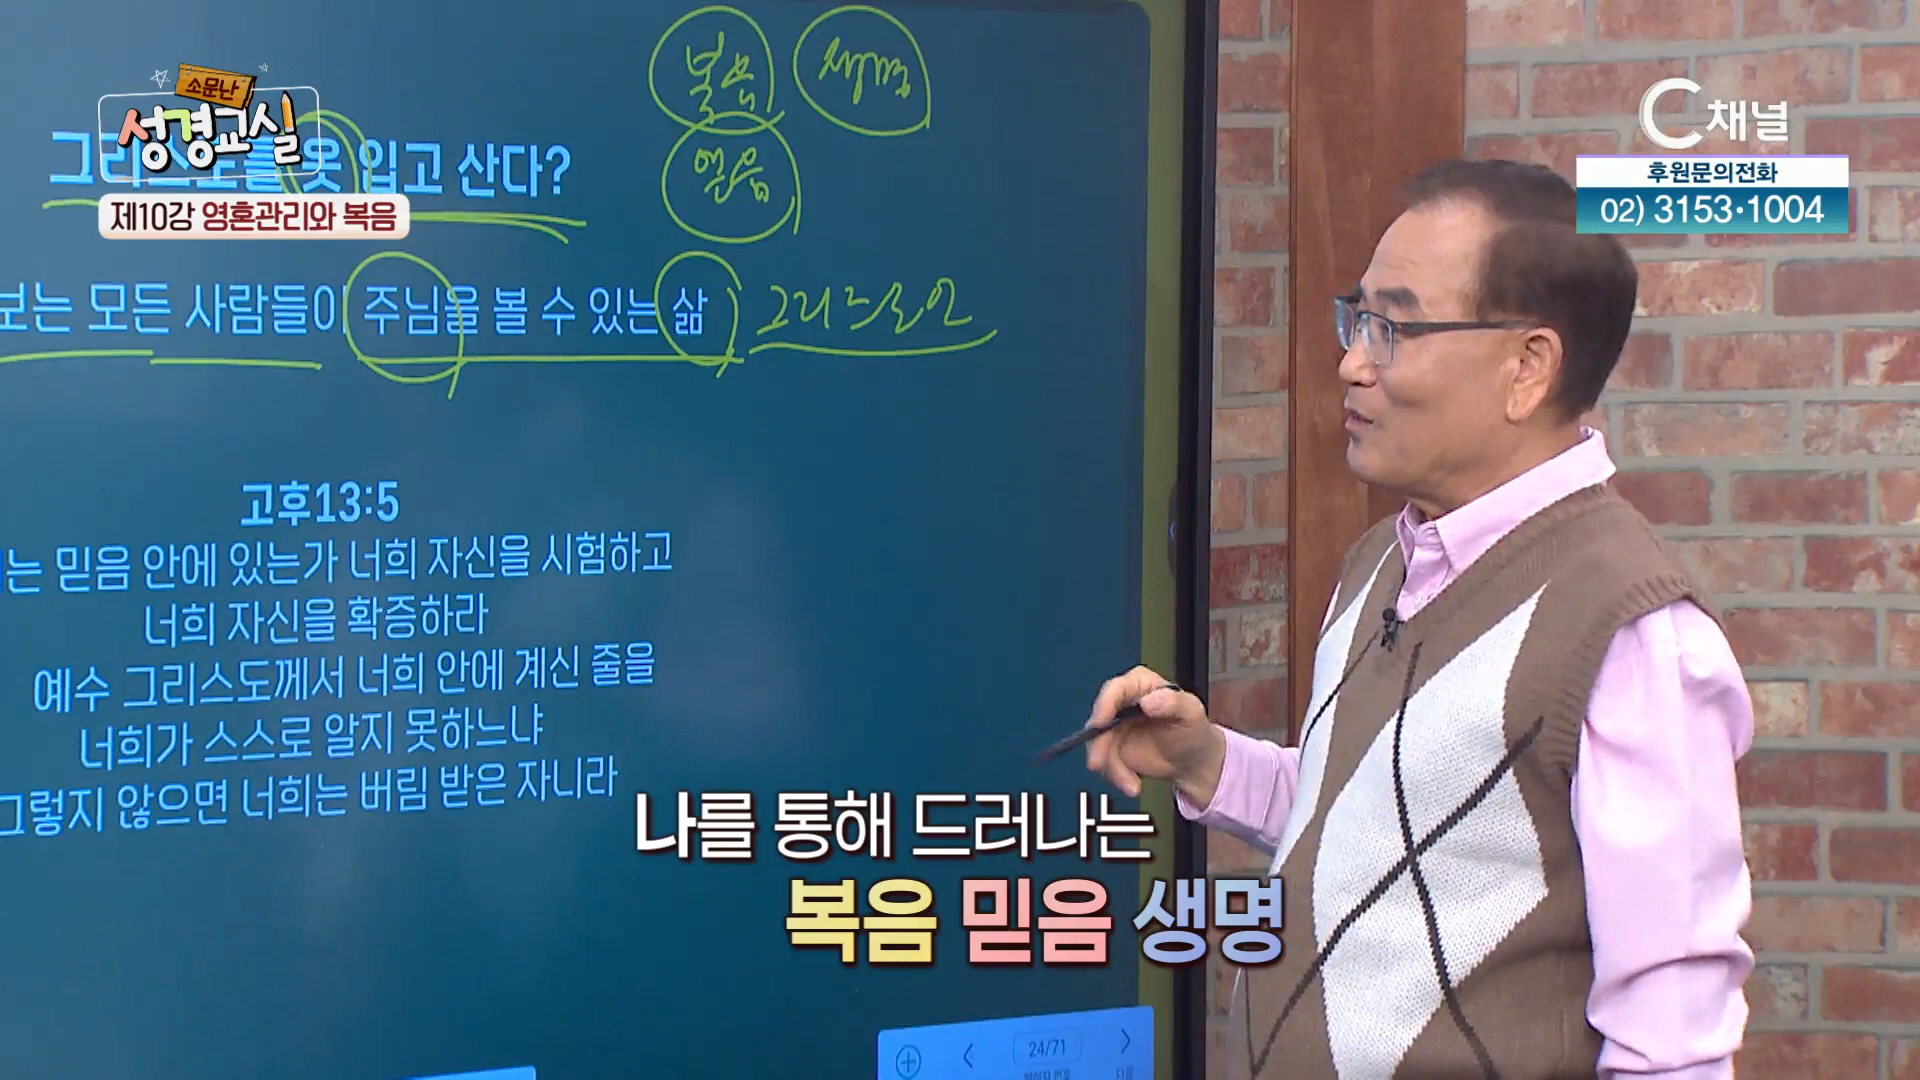 소문난
성경교실
제10강 영혼관리와 복음
C채널
후원문의전화
02) 3153·1004
복음 생명
믿음
그리스도를 옷 입고 산다?
보는 모든 사람들이 주님을 볼 수 있는 삶 그리스도인
고후13:5
는 믿음 안에 있는가 너희 자신을 시험하고
너희 자신을 확증하라
예수 그리스도께서 너희 안에 계신 줄을
너희가 스스로 알지 못하느냐
그렇지 않으면 너희는 버림 받은 자니라
나를 통해 드러나는
복음 믿음 생명
24/71